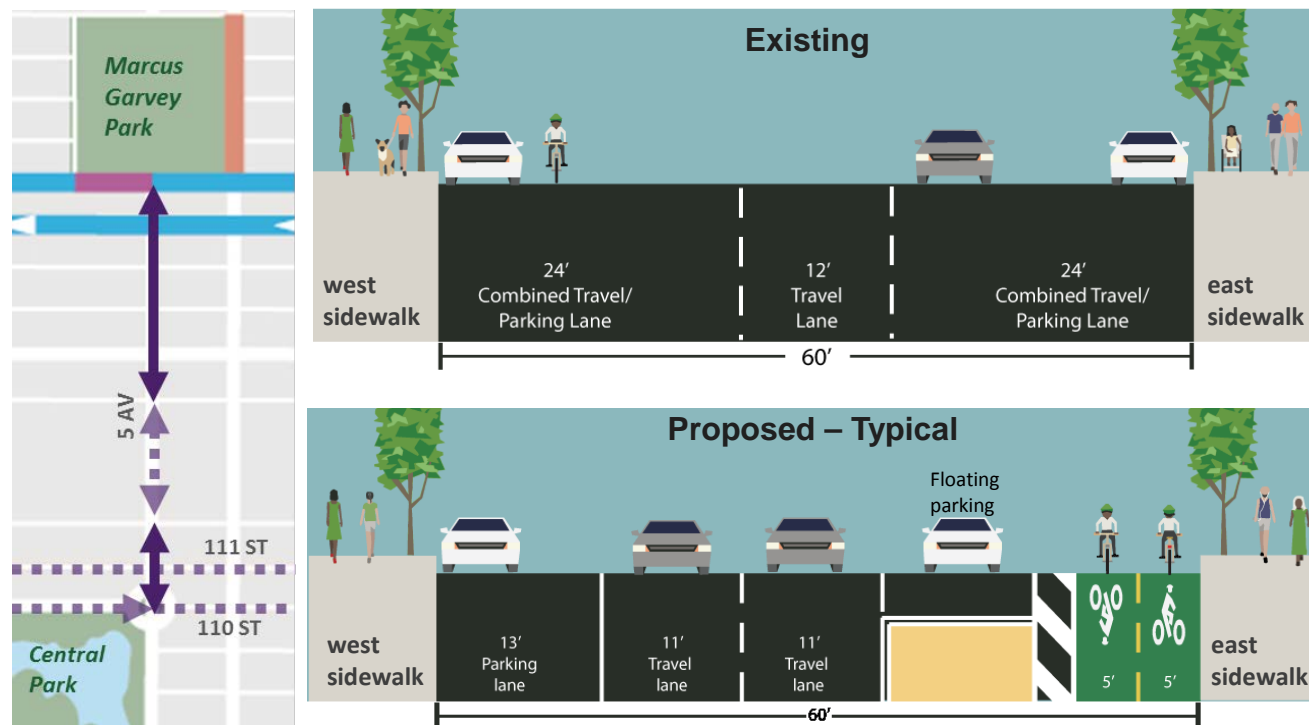 Marcus
Garvey
Park
5 AV
111 ST
110 ST
Central
Park
Existing
west
sidewalk
24'
Combined Travel/
Parking Lane
12'
Travel
Lane
24'
Combined Travel/
Parking Lane
east
sidewalk
60'
Proposed – Typical
Floating
parking
west
sidewalk
13'
Parking
lane
11'
Travel
lane
11'
Travel
lane
5'
5'
east
sidewalk
60'